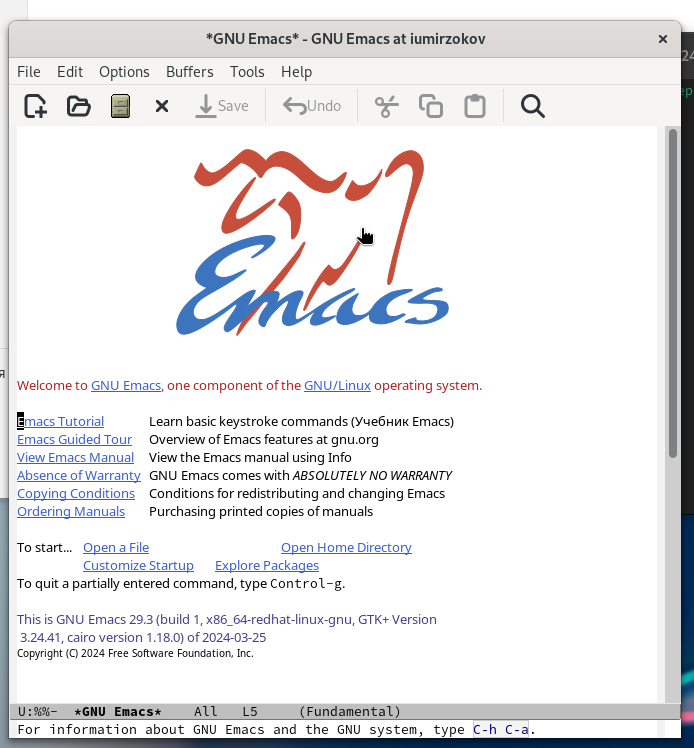 *GNU Emacs* - GNU Emacs at iumirzokov
File Edit Options Buffers Tools Help
Save Undo
Emacs
Welcome to GNU Emacs, one component of the GNU/Linux operating system.
Emacs Tutorial Learn basic keystroke commands (Учебник Emacs)
Emacs Guided Tour Overview of Emacs features at gnu.org
View Emacs Manual View the Emacs manual using Info
Absence of Warranty GNU Emacs comes with ABSOLUTELY NO WARRANTY
Copying Conditions Conditions for redistributing and changing Emacs
Ordering Manuals Purchasing printed copies of manuals
To start... Open a File Open Home Directory
Customize Startup Explore Packages
To quit a partially entered command, type Control-g.
This is GNU Emacs 29.3 (build 1, x86_64-redhat-linux-gnu, GTK+ Version
3.24.41, cairo version 1.18.0) of 2024-03-25
Copyright (C) 2024 Free Software Foundation, Inc.
U:%%- *GNU Emacs* All L5 (Fundamental)
For information about GNU Emacs and the GNU system, type C-h C-a.